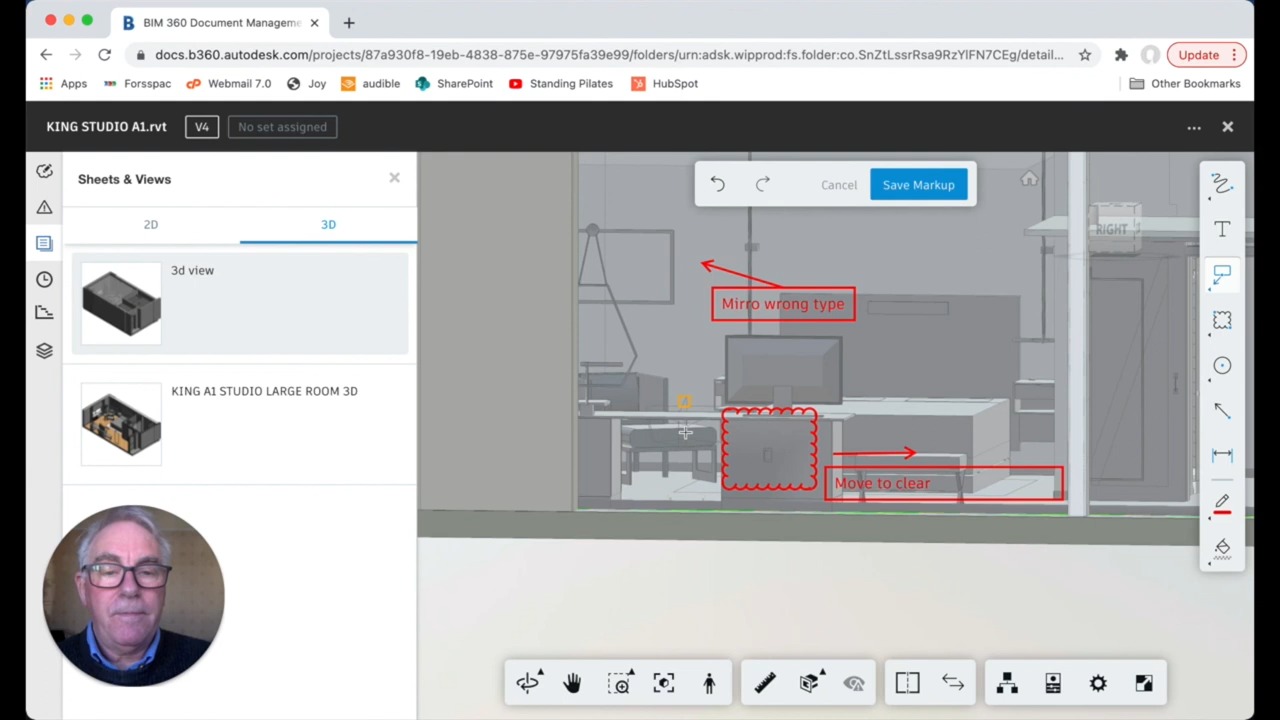 BIM 360 Document Manageme
docs.b360.autodesk.com/projects/87a930f8-19eb-4838-875e-97975fa39e99/folders/urn:adsk.wipprod:fs.folder:co.SnZtLssrRsa9RzYlFN7CEg/detail...
Update
Apps Forsspac Webmail 7.0 Joy audible SharePoint Standing Pilates HubSpot Other Bookmarks
KING STUDIO A1.rvt V4 No set assigned
Sheets & Views
Cancel Save Markup
2D 3D
RIGHT
3d view
Mirro wrong type
KING A1 STUDIO LARGE ROOM 3D
Move to clear